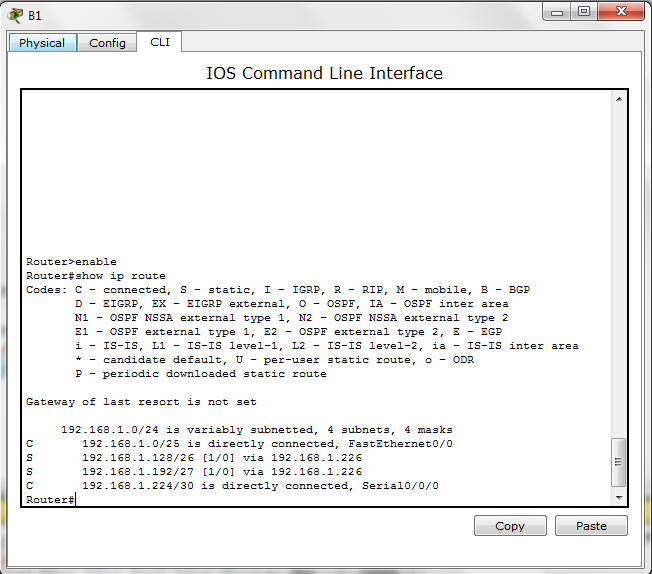 B1
Physical Config CLI
IOS Command Line Interface
Router>enable
Router#show ip route
Codes: C - connected, S - static, I - IGRP, R - RIP, M - mobile, B - BGP
D - EIGRP, EX - EIGRP external, O - OSPF, IA - OSPF inter area
N1 - OSPF NSSA external type 1, N2 - OSPF NSSA external type 2
E1 - OSPF external type 1, E2 - OSPF external type 2, E - EGP
i - IS-IS, L1 - IS-IS level-1, L2 - IS-IS level-2, ia - IS-IS inter area
* - candidate default, U - per-user static route, o - ODR
P - periodic downloaded static route
Gateway of last resort is not set
192.168.1.0/24 is variably subnetted, 4 subnets, 4 masks
C 192.168.1.0/25 is directly connected, FastEthernet0/0
S 192.168.1.128/26 [1/0] via 192.168.1.226
S 192.168.1.192/27 [1/0] via 192.168.1.226
C 192.168.1.224/30 is directly connected, Serial0/0/0
Router#
Copy Paste